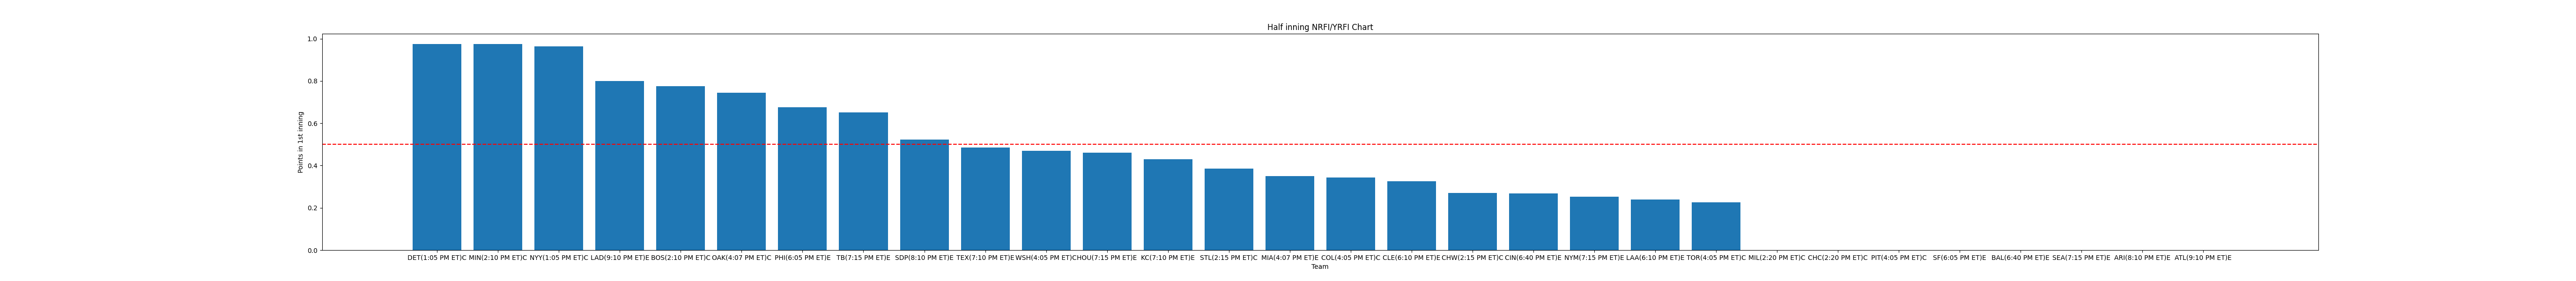 Half inning NRFI/YRFI Chart
1.0
0.8
0.6
0.4
0.2
0.0
Points in 1st inning
DET(1:05 PM ET)C MIN(2:10 PM ET)C NYY(1:05 PM ET)C LAD(9:10 PM ET)E BOS(2:10 PM ET)C OAK(4:07 PM ET)C PHI(6:05 PM ET)E TB(7:15 PM ET)E SDP(8:10 PM ET)E TEX(7:10 PM ET)E WSH(4:05 PM ET)C HOU(7:15 PM ET)E KC(7:10 PM ET)E STL(2:15 PM ET)C MIA(4:07 PM ET)E COL(4:05 PM ET)C CLE(6:10 PM ET)E CHW(2:15 PM ET)C CIN(6:40 PM ET)E NYM(7:15 PM ET)E LAA(6:10 PM ET)E TOR(4:05 PM ET)C MIL(2:20 PM ET)C CHC(2:20 PM ET)C PIT(4:05 PM ET)C SF(6:05 PM ET)E BAL(6:40 PM ET)E SEA(7:15 PM ET)E ARI(8:10 PM ET)E ATL(9:10 PM ET)E
Team